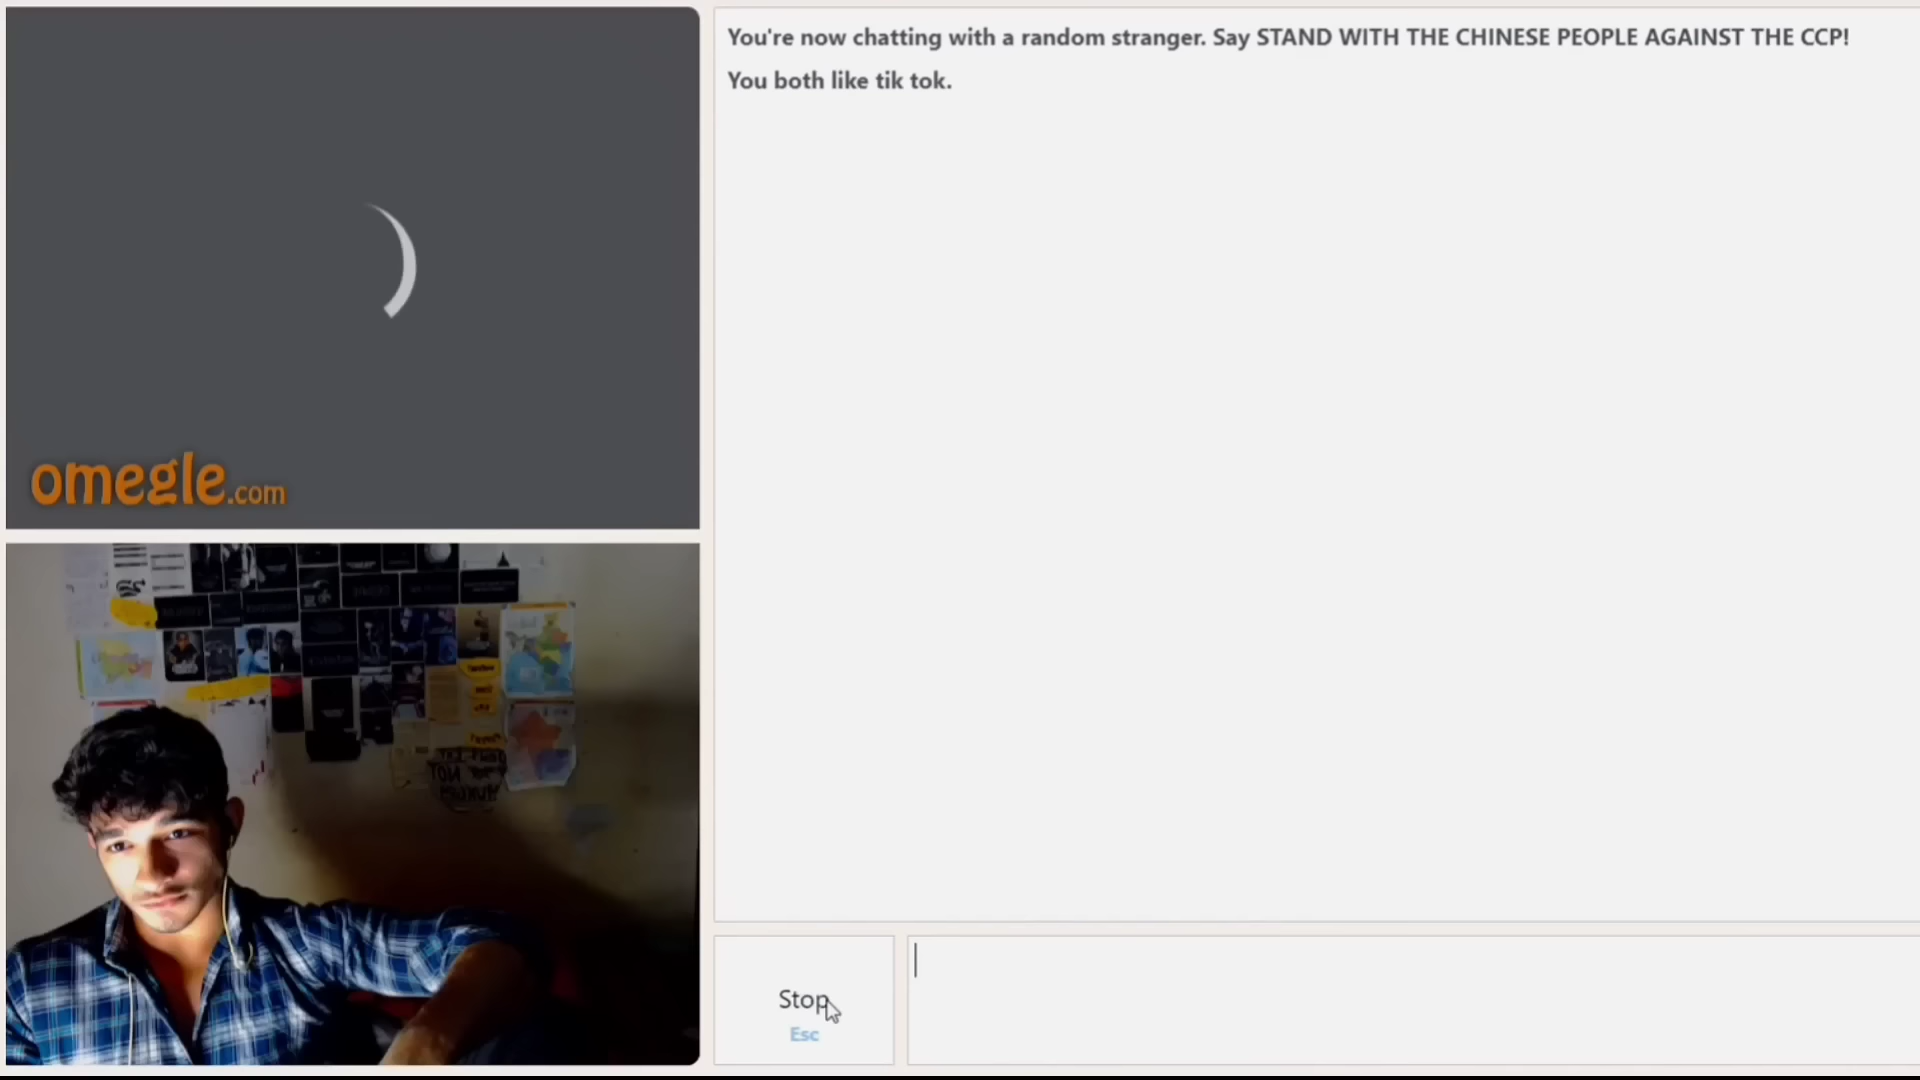 You're now chatting with a random stranger. Say STAND WITH THE CHINESE PEOPLE AGAINST THE CCP!
You both like tik tok.
omegle.com
Stop
Esc